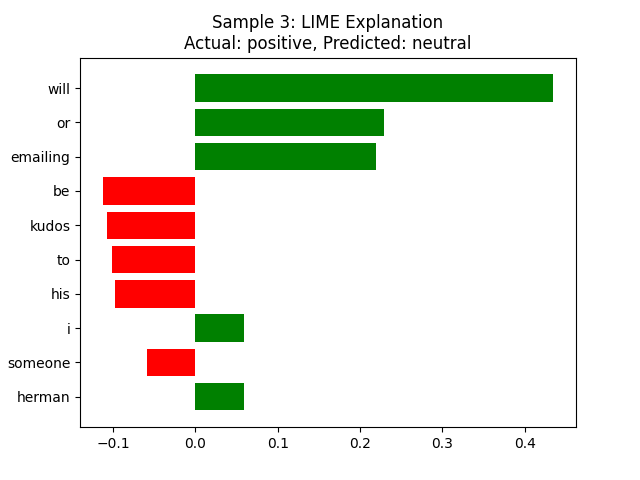 Sample 3: LIME Explanation
Actual: positive, Predicted: neutral
will
or
emailing
be
kudos
to
his
i
someone
herman
−0.1 0.0 0.1 0.2 0.3 0.4